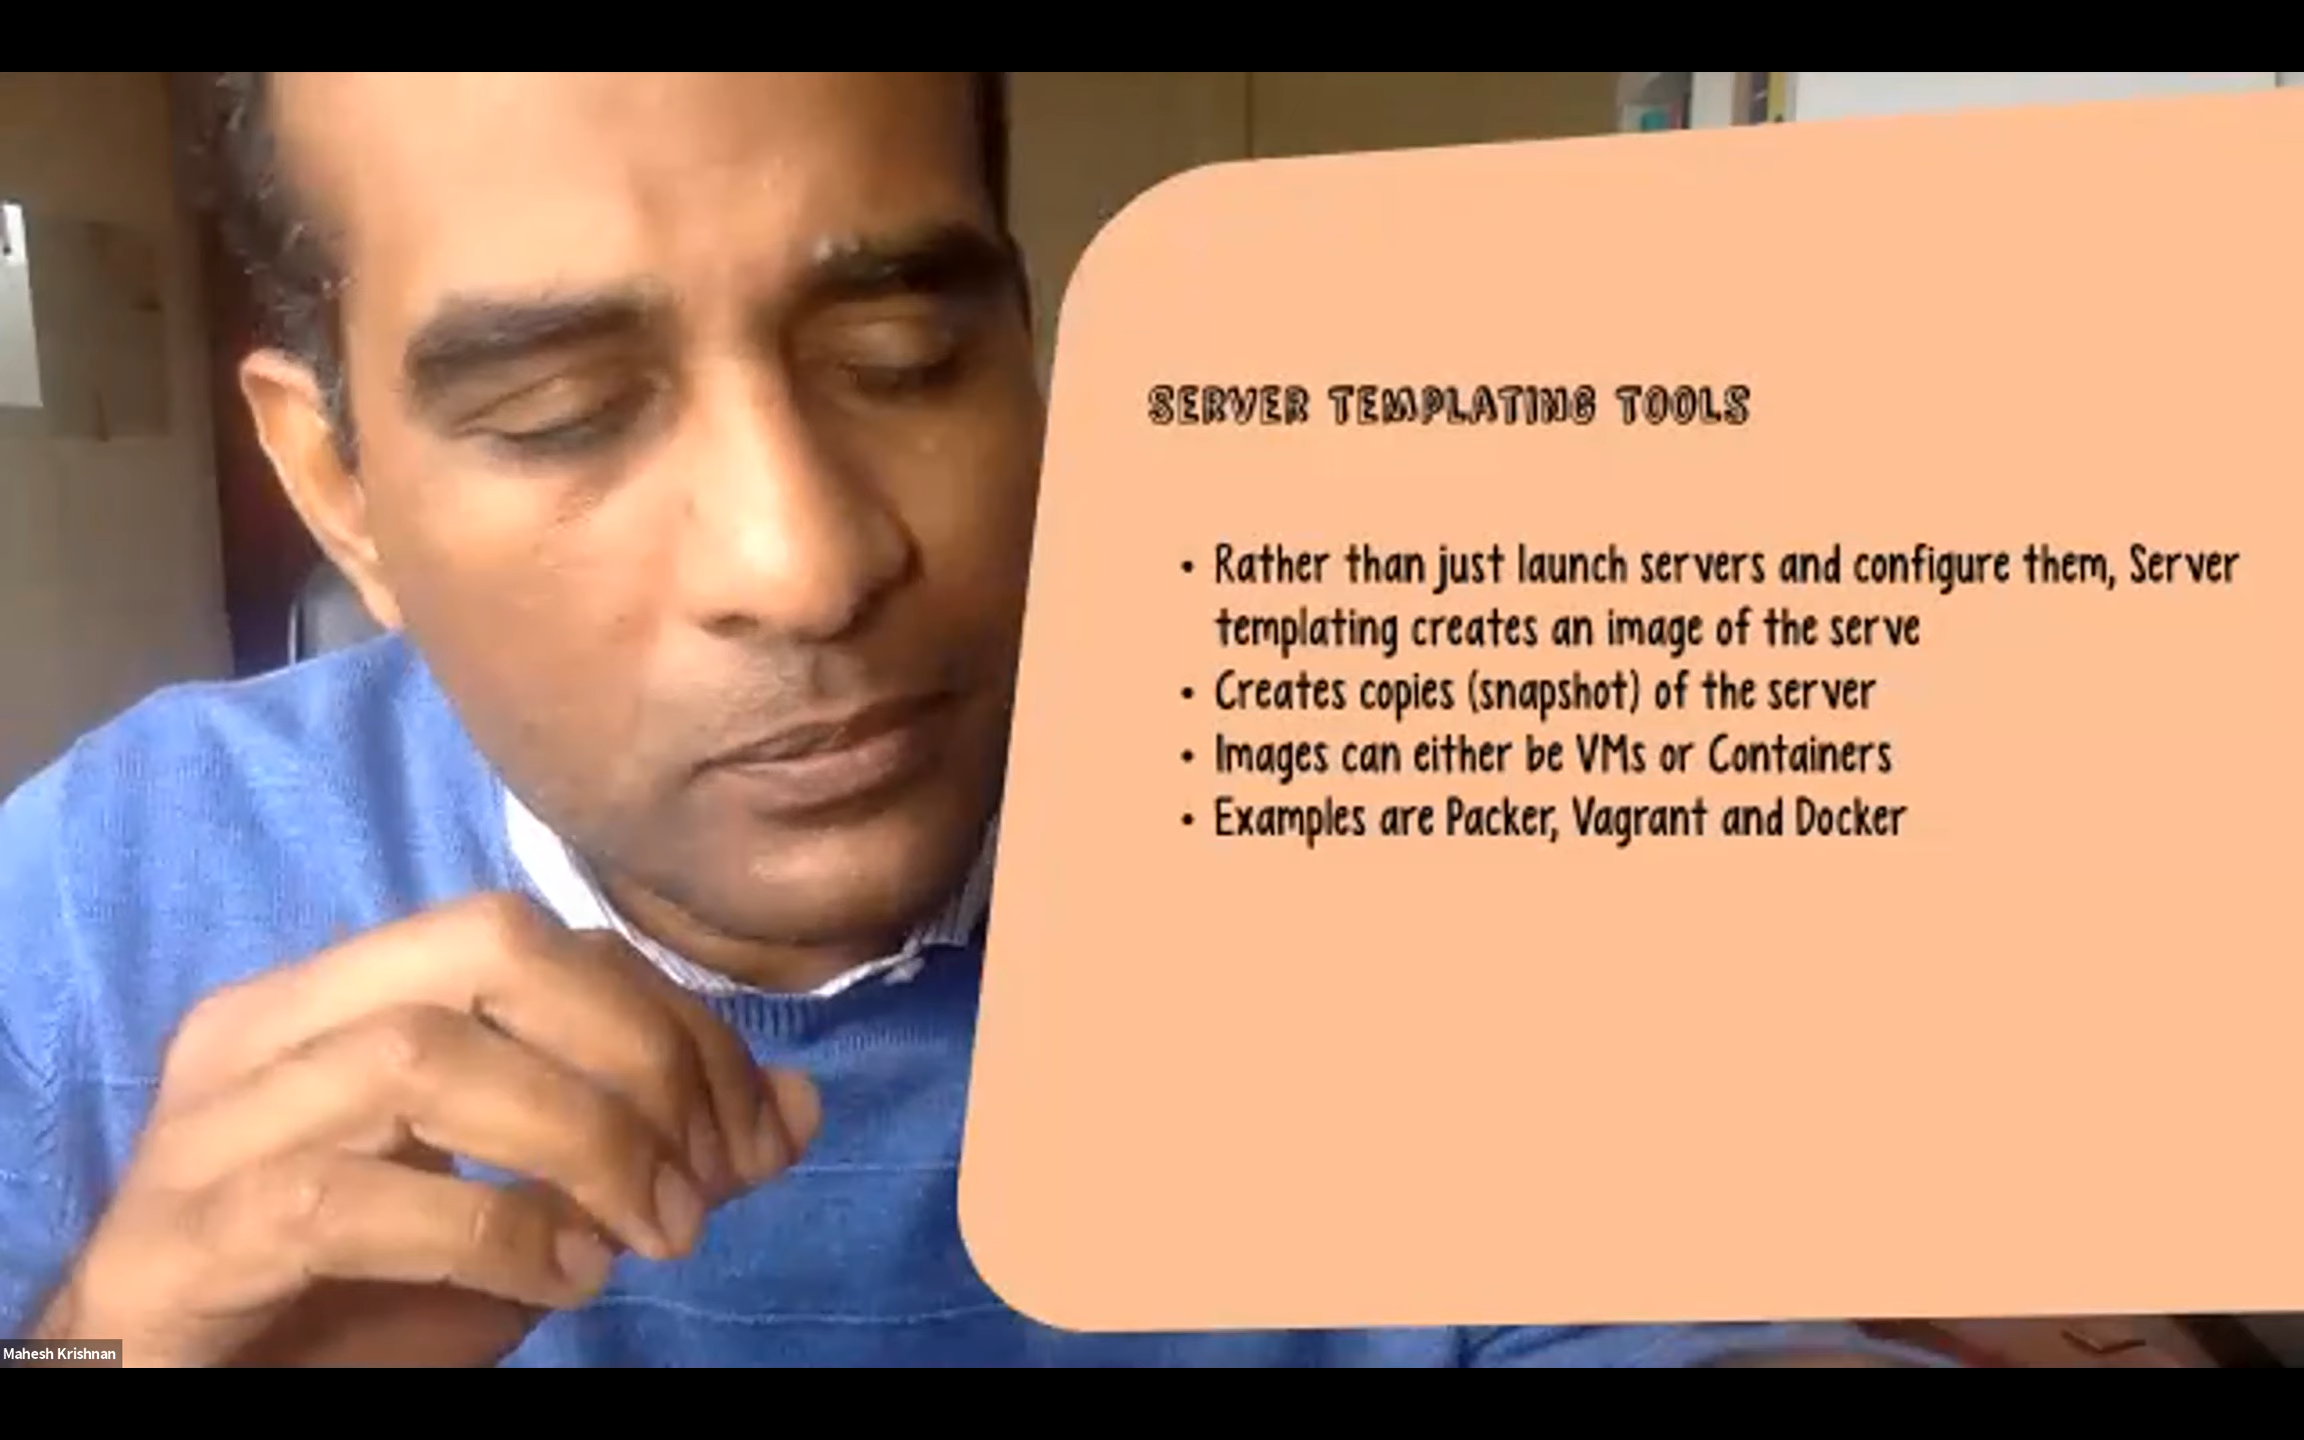 SERVER TEMPLATING TOOLS
• Rather than just launch servers and configure them, Server
templating creates an image of the serve
• Creates copies (snapshot) of the server
• Images can either be VMs or Containers
• Examples are Packer, Vagrant and Docker
Mahesh Krishnan